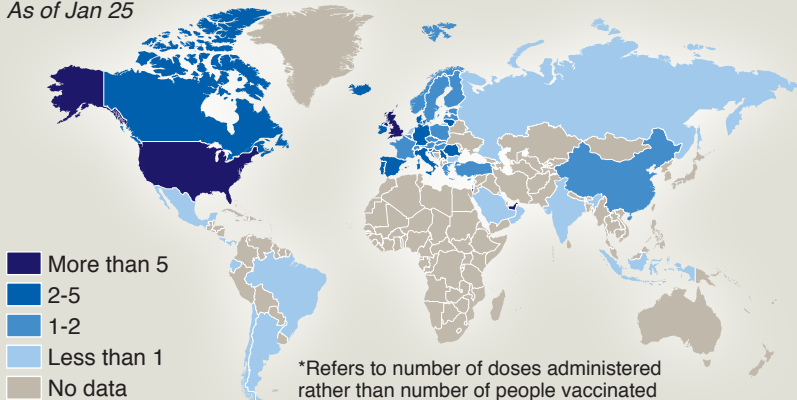 As of Jan 25
More than 5
2-5
1-2
Less than 1
No data
*Refers to number of doses administered
rather than number of people vaccinated